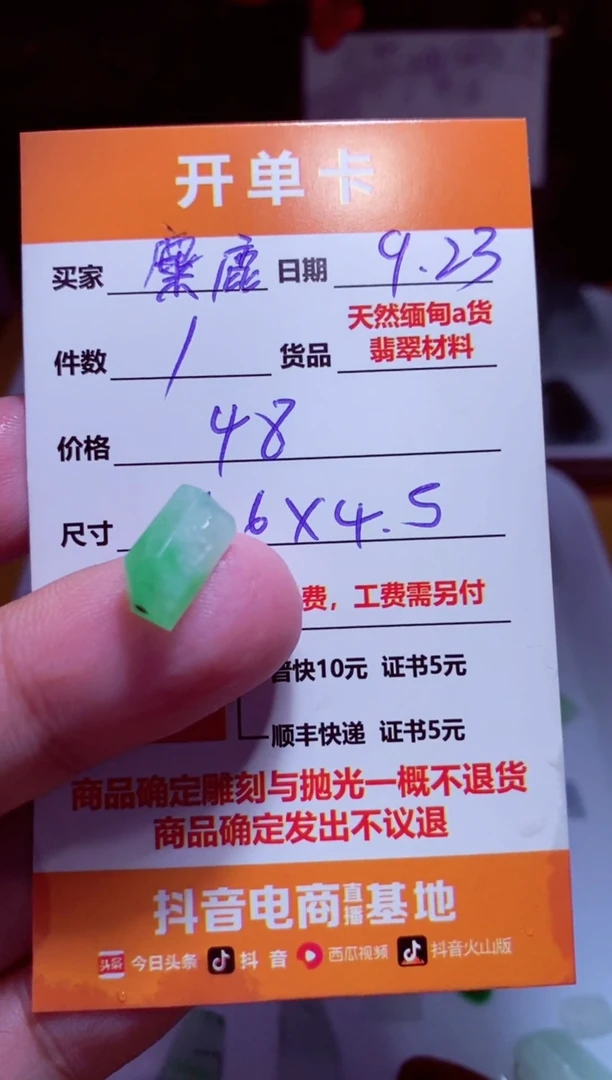 开单卡
买家 麋鹿 日期 9.23
件数 1 货品 天然缅甸a货
翡翠材料
价格 48
尺寸 6X4.5
费，工费需另付
普快10元 证书5元
顺丰快递 证书5元
商品确定雕刻与抛光一概不退货
商品确定发出不议退
抖音电商直播基地
头条 今日头条 抖音 西瓜视频 抖音火山版